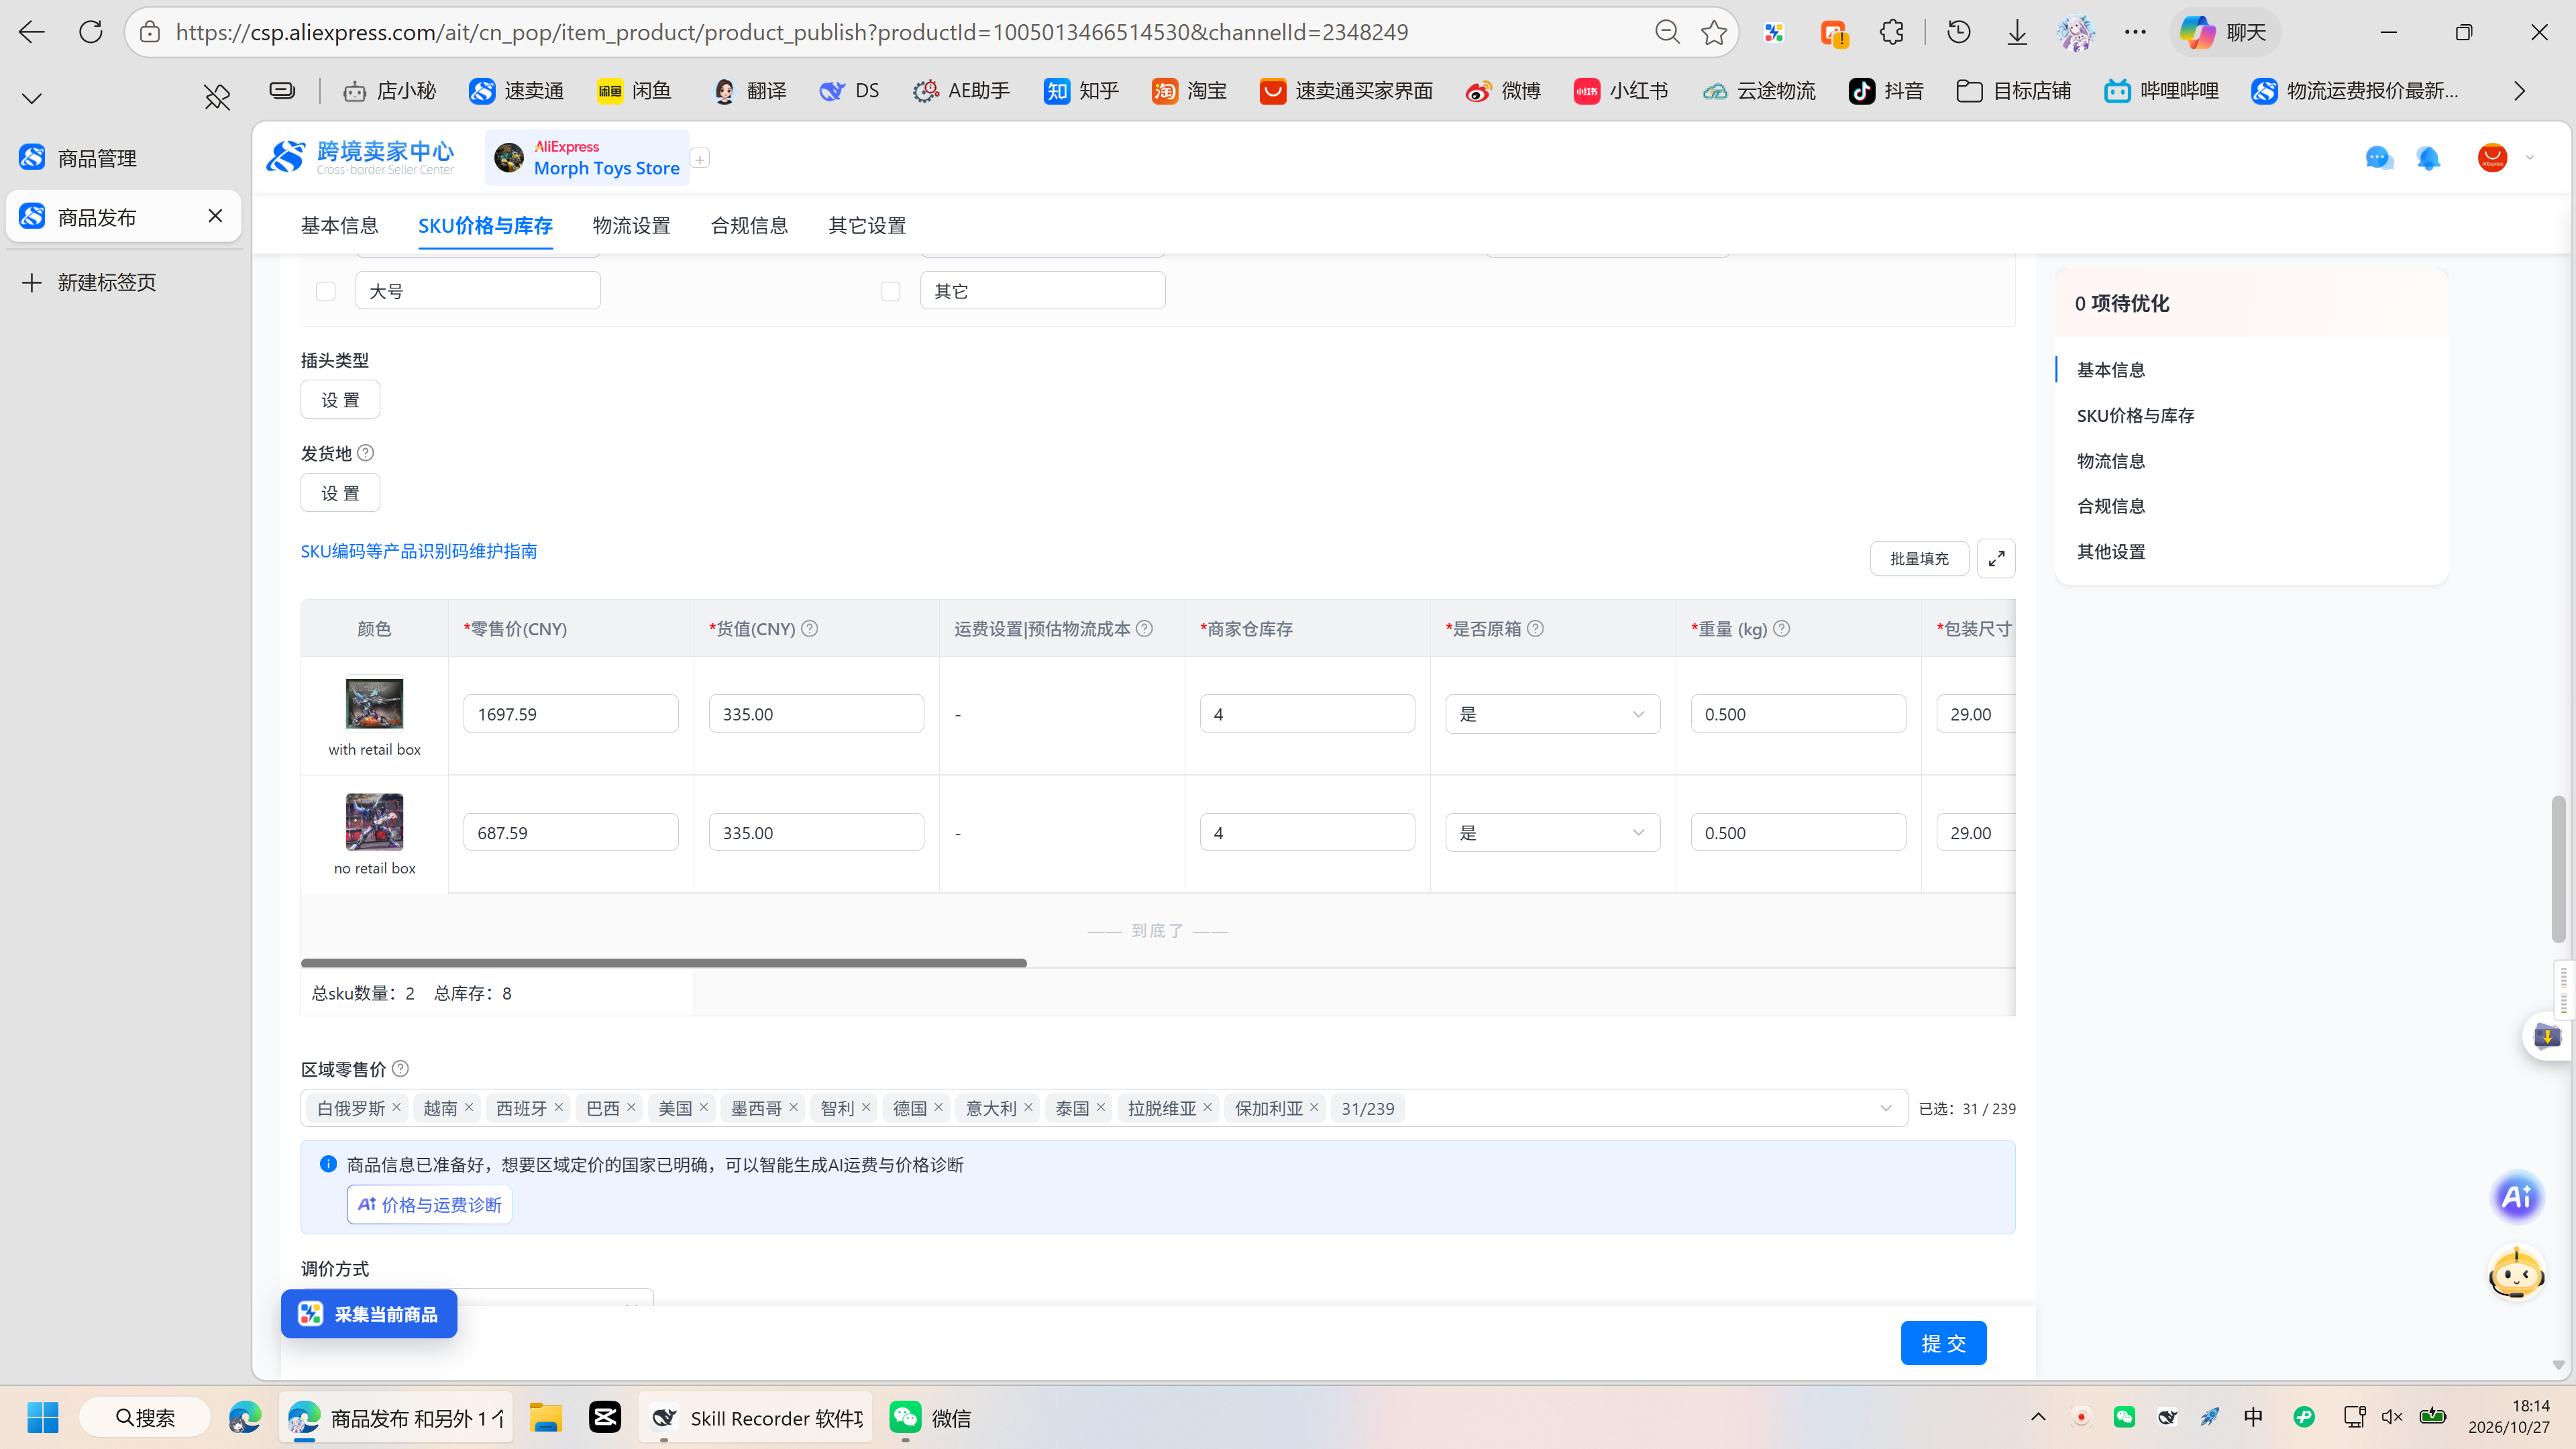 https://csp.aliexpress.com/ait/cn_pop/item_product/product_publish?productId=1005013466514530&channelId=2348249
聊天
店小秘
速卖通
闲鱼
翻译
DS
AE助手
知乎
淘宝
速卖通买家界面
微博
小红书
云途物流
抖音
目标店铺
哔哩哔哩
物流运费报价最新...
商品管理
商品发布
新建标签页
跨境卖家中心
Cross-border Seller Center
AliExpress
Morph Toys Store
基本信息
SKU价格与库存
物流设置
合规信息
其它设置
大号
其它
插头类型
设 置
发货地
设 置
SKU编码等产品识别码维护指南
批量填充
颜色
*零售价(CNY)
*货值(CNY)
运费设置|预估物流成本
*商家仓库存
*是否原箱
*重量 (kg)
*包装尺寸
with retail box
1697.59
335.00
-
4
是
0.500
29.00
no retail box
687.59
335.00
-
4
是
0.500
29.00
—— 到底了 ——
总sku数量：2 总库存：8
区域零售价
白俄罗斯 × 越南 × 西班牙 × 巴西 × 美国 × 墨西哥 × 智利 × 德国 × 意大利 × 泰国 × 拉脱维亚 × 保加利亚 × 31/239
已选：31 / 239
商品信息已准备好，想要区域定价的国家已明确，可以智能生成AI运费与价格诊断
Ai 价格与运费诊断
调价方式
采集当前商品
提 交
0 项待优化
基本信息
SKU价格与库存
物流信息
合规信息
其他设置
Ai
搜索
商品发布 和另外 1 个
Skill Recorder 软件
微信
中
18:14
2026/10/27